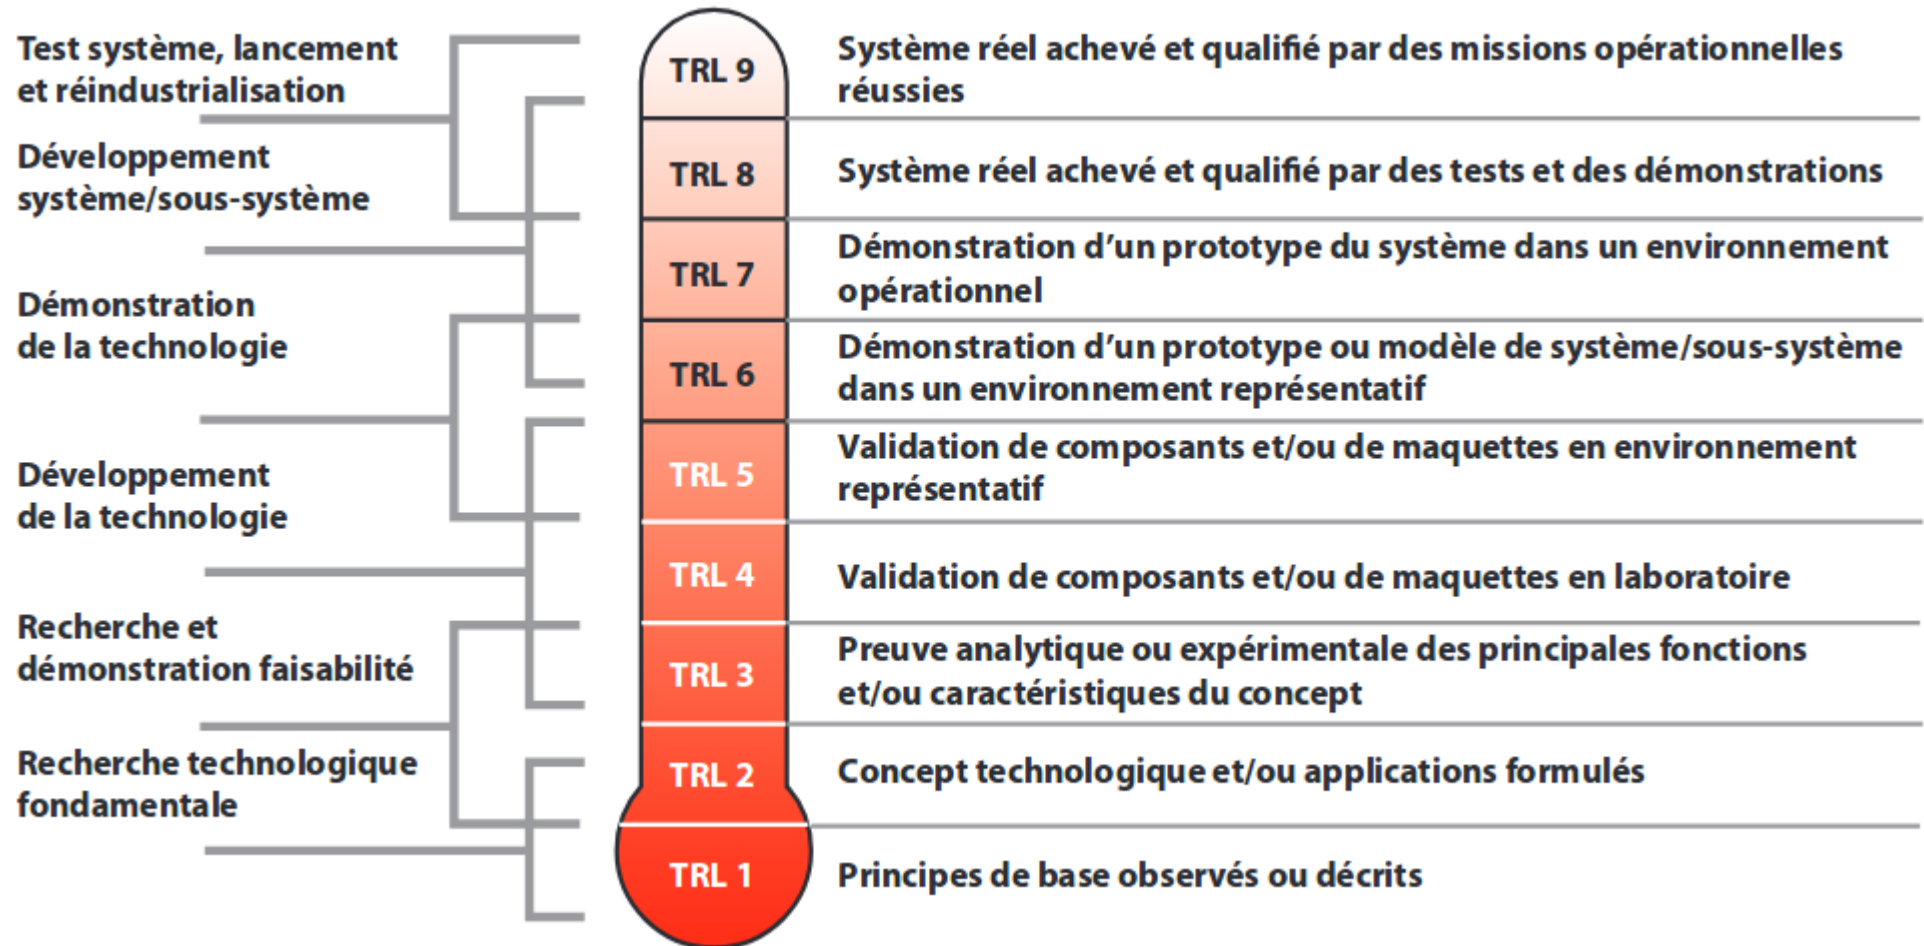 Test système, lancement
et réindustrialisation
Développement
système/sous-système
Démonstration
de la technologie
Développement
de la technologie
Recherche et
démonstration faisabilité
Recherche technologique
fondamentale
TRL 9
TRL 8
TRL 7
TRL 6
TRL 5
TRL 4
TRL 3
TRL 2
TRL 1
Système réel achevé et qualifié par des missions opérationnelles
réussies
Système réel achevé et qualifié par des tests et des démonstrations
Démonstration d’un prototype du système dans un environnement
opérationnel
Démonstration d’un prototype ou modèle de système/sous-système
dans un environnement représentatif
Validation de composants et/ou de maquettes en environnement
représentatif
Validation de composants et/ou de maquettes en laboratoire
Preuve analytique ou expérimentale des principales fonctions
et/ou caractéristiques du concept
Concept technologique et/ou applications formulés
Principes de base observés ou décrits